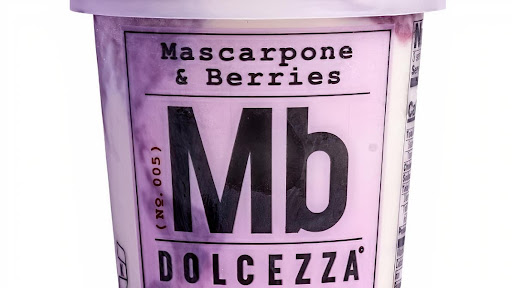 Mascarpone
& Berries
(No. 005)
Mb
DOLCEZZA